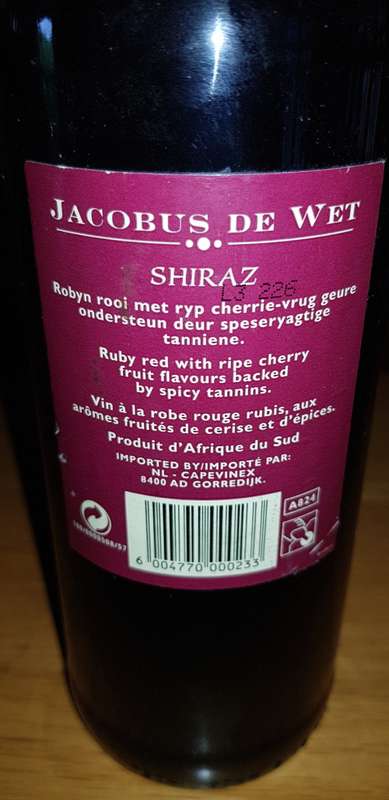 JACOBUS DE WET
SHIRAZ
L3 226
Robyn rooi met ryp cherrie-vrug geure
ondersteun deur speseryagtige
tanniene.
Ruby red with ripe cherry
fruit flavours backed
by spicy tannins.
Vin à la robe rouge rubis, aux
arômes fruités de cerise et d'épices.
Produit d'Afrique du Sud
IMPORTED BY/IMPORTÉ PAR:
NL - CAPEVINEX
8400 AD GORREDIJK.
A824
6 004770 000233